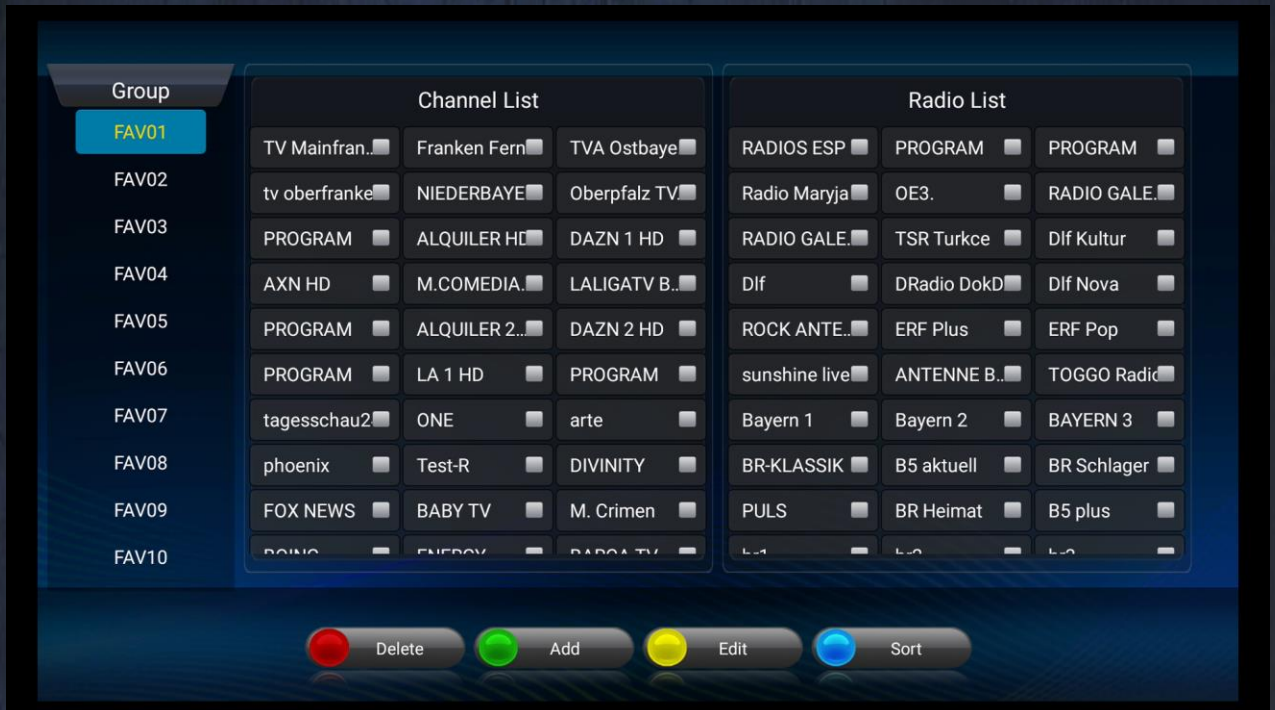 Group
FAV01
FAV02
FAV03
FAV04
FAV05
FAV06
FAV07
FAV08
FAV09
FAV10
Channel List
TV Mainfran.. Franken Fern TVA Ostbaye
tv oberfranke NIEDERBAYE Oberpfalz TV.
PROGRAM ALQUILER HD DAZN 1 HD
AXN HD M.COMEDIA. LALIGATV B..
PROGRAM ALQUILER 2... DAZN 2 HD
PROGRAM LA 1 HD PROGRAM
tagesschau2 ONE arte
phoenix Test-R DIVINITY
FOX NEWS BABY TV M. Crimen
BOING ENERGY BARCA TV
Radio List
RADIOS ESP PROGRAM PROGRAM
Radio Maryja OE3. RADIO GALE.
RADIO GALE. TSR Turkce Dlf Kultur
Dlf DRadio DokD Dlf Nova
ROCK ANTE.. ERF Plus ERF Pop
sunshine live ANTENNE B.. TOGGO Radio
Bayern 1 Bayern 2 BAYERN 3
BR-KLASSIK B5 aktuell BR Schlager
PULS BR Heimat B5 plus
Delete Add Edit Sort